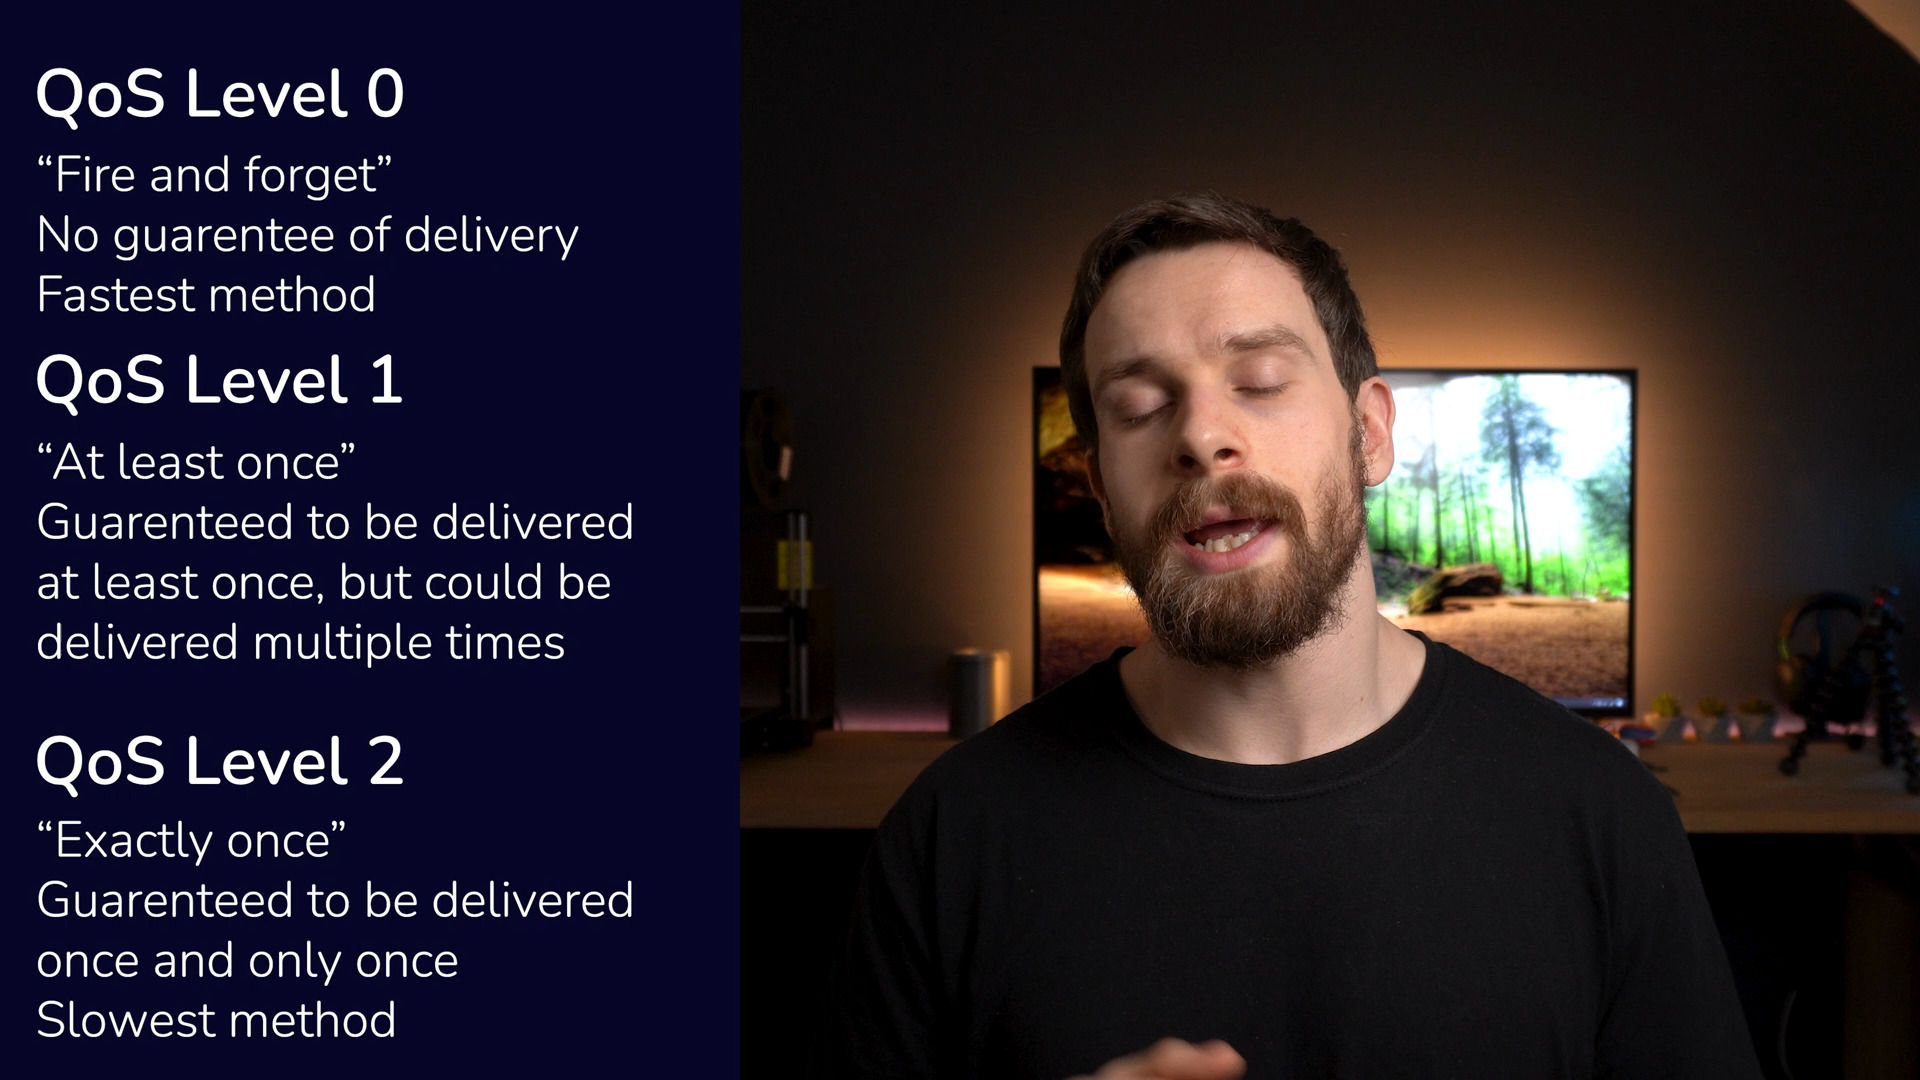 QoS Level 0
“Fire and forget”
No guarentee of delivery
Fastest method
QoS Level 1
“At least once”
Guarenteed to be delivered
at least once, but could be
delivered multiple times
QoS Level 2
“Exactly once”
Guarenteed to be delivered
once and only once
Slowest method